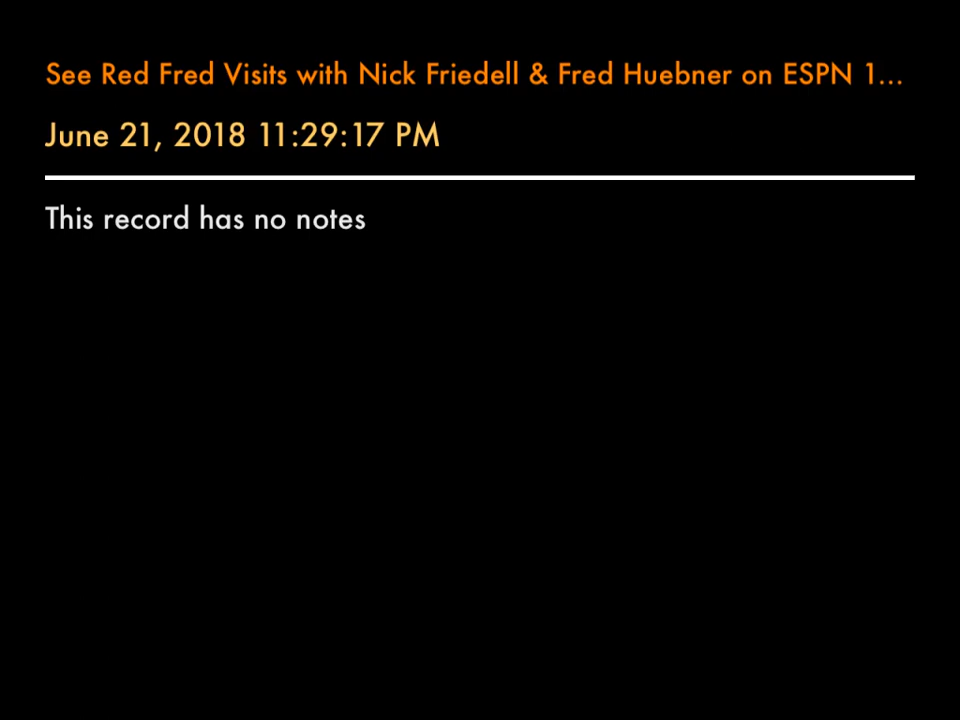 See Red Fred Visits with Nick Friedell & Fred Huebner on ESPN 1...
June 21, 2018 11:29:17 PM
This record has no notes